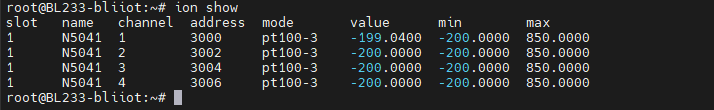 root@BL233-bliiot:~# ion show
slot name channel address mode value min max
1 N5041 1 3000 pt100-3 -199.0400 -200.0000 850.0000
1 N5041 2 3002 pt100-3 -200.0000 -200.0000 850.0000
1 N5041 3 3004 pt100-3 -200.0000 -200.0000 850.0000
1 N5041 4 3006 pt100-3 -200.0000 -200.0000 850.0000
root@BL233-bliiot:~#